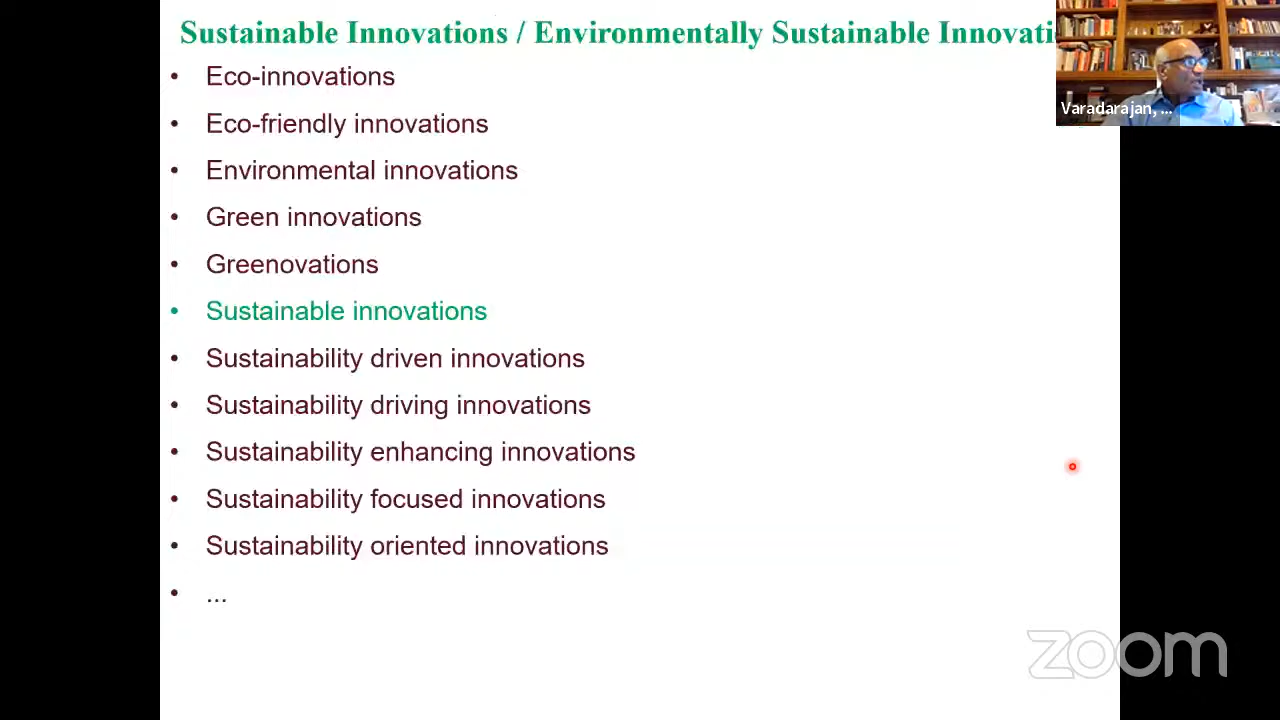 Sustainable Innovations / Environmentally Sustainable Innovati
• Eco-innovations
• Eco-friendly innovations
• Environmental innovations
• Green innovations
• Greenovations
• Sustainable innovations
• Sustainability driven innovations
• Sustainability driving innovations
• Sustainability enhancing innovations
• Sustainability focused innovations
• Sustainability oriented innovations
• ...
Varadarajan, ...
zoom